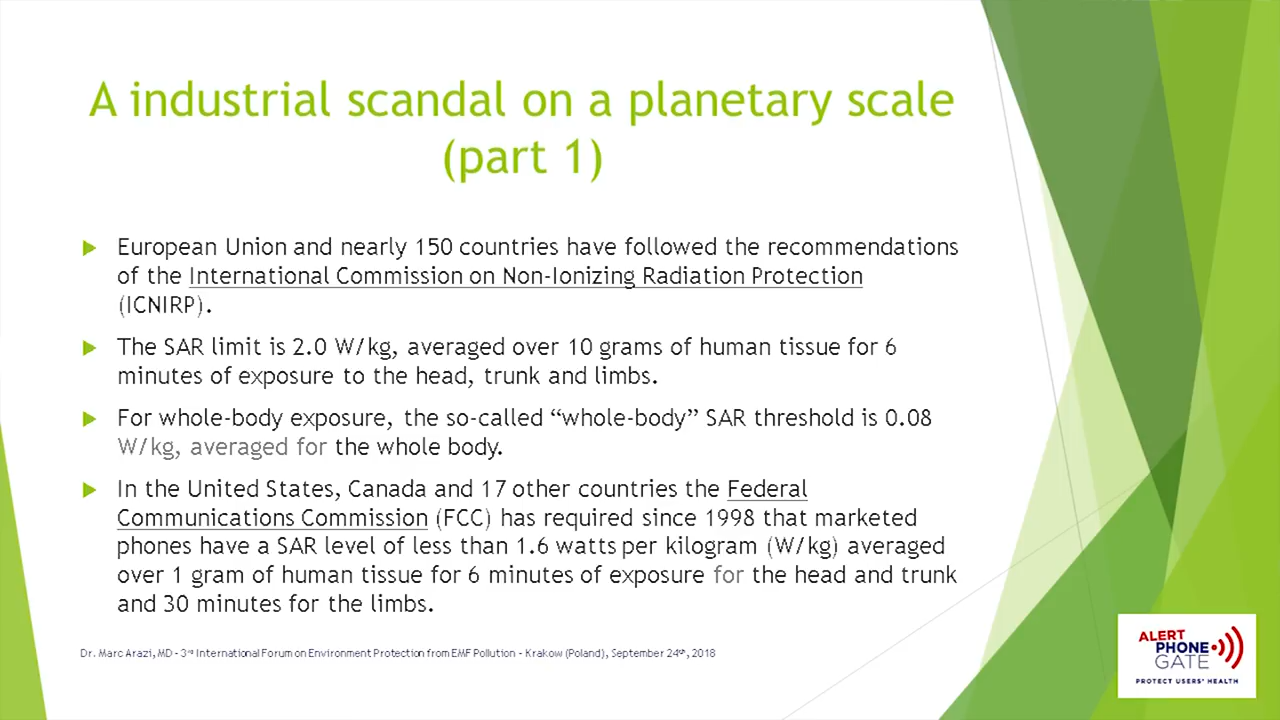 A industrial scandal on a planetary scale
(part 1)
European Union and nearly 150 countries have followed the recommendations
of the International Commission on Non-Ionizing Radiation Protection
(ICNIRP).
The SAR limit is 2.0 W/kg, averaged over 10 grams of human tissue for 6
minutes of exposure to the head, trunk and limbs.
For whole-body exposure, the so-called “whole-body” SAR threshold is 0.08
W/kg, averaged for the whole body.
In the United States, Canada and 17 other countries the Federal
Communications Commission (FCC) has required since 1998 that marketed
phones have a SAR level of less than 1.6 watts per kilogram (W/kg) averaged
over 1 gram of human tissue for 6 minutes of exposure for the head and trunk
and 30 minutes for the limbs.
Dr. Marc Arazi, MD - 3rd International Forum on Environment Protection from EMF Pollution - Krakow (Poland), September 24th, 2018
ALERT
PHONE
GATE
PROTECT USERS' HEALTH